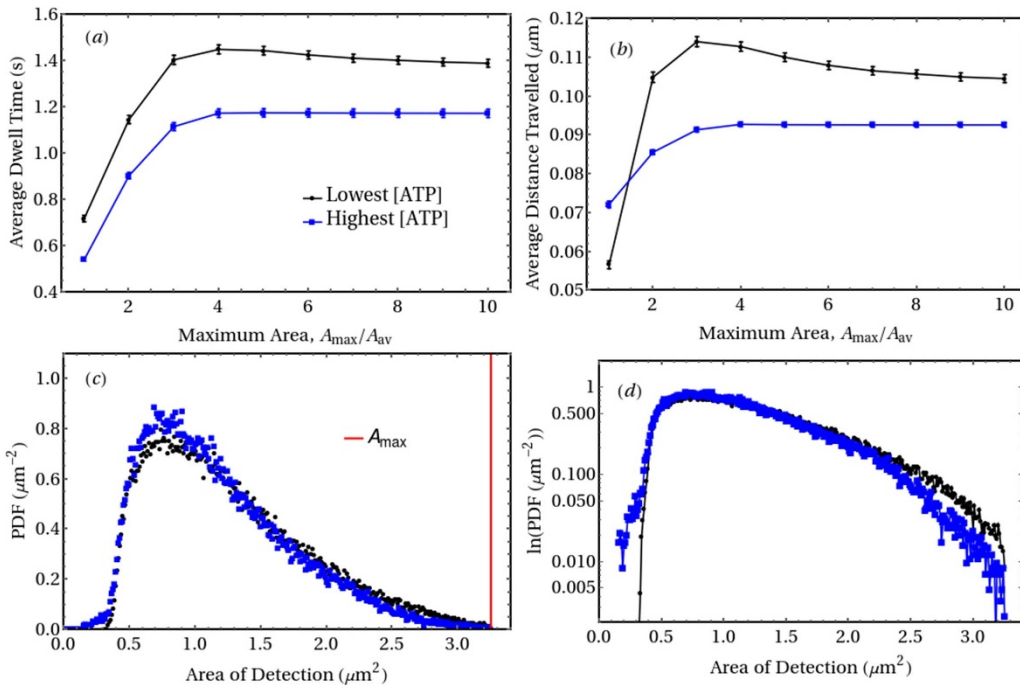 (a)
Average Dwell Time (s)
1.6
1.4
1.2
1.0
0.8
0.6
0.4
Lowest [ATP]
Highest [ATP]
2 4 6 8 10
Maximum Area, Amax/Aav
(b)
Average Distance Travelled (μm)
0.12
0.11
0.10
0.09
0.08
0.07
0.06
0.05
2 4 6 8 10
Maximum Area, Amax/Aav
(c)
PDF (μm⁻²)
1.0
0.8
0.6
0.4
0.2
0.0
Amax
0.0 0.5 1.0 1.5 2.0 2.5 3.0
Area of Detection (μm²)
(d)
ln(PDF (μm⁻²))
1
0.500
0.100
0.050
0.010
0.005
0.0 0.5 1.0 1.5 2.0 2.5 3.0
Area of Detection (μm²)